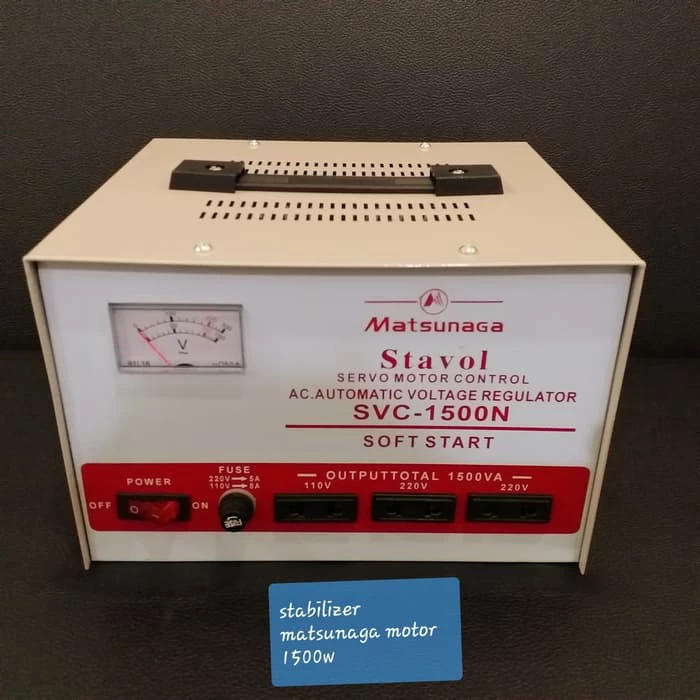 Matsunaga
Stavol
SERVO MOTOR CONTROL
AC.AUTOMATIC VOLTAGE REGULATOR
SVC-1500N
SOFT START
V
POWER
OFF
ON
FUSE
220V → 5A
110V → 8A
FUSE
OUTPUTTOTAL 1500VA
110V 220V 220V
stabilizer
matsunaga motor
1500w